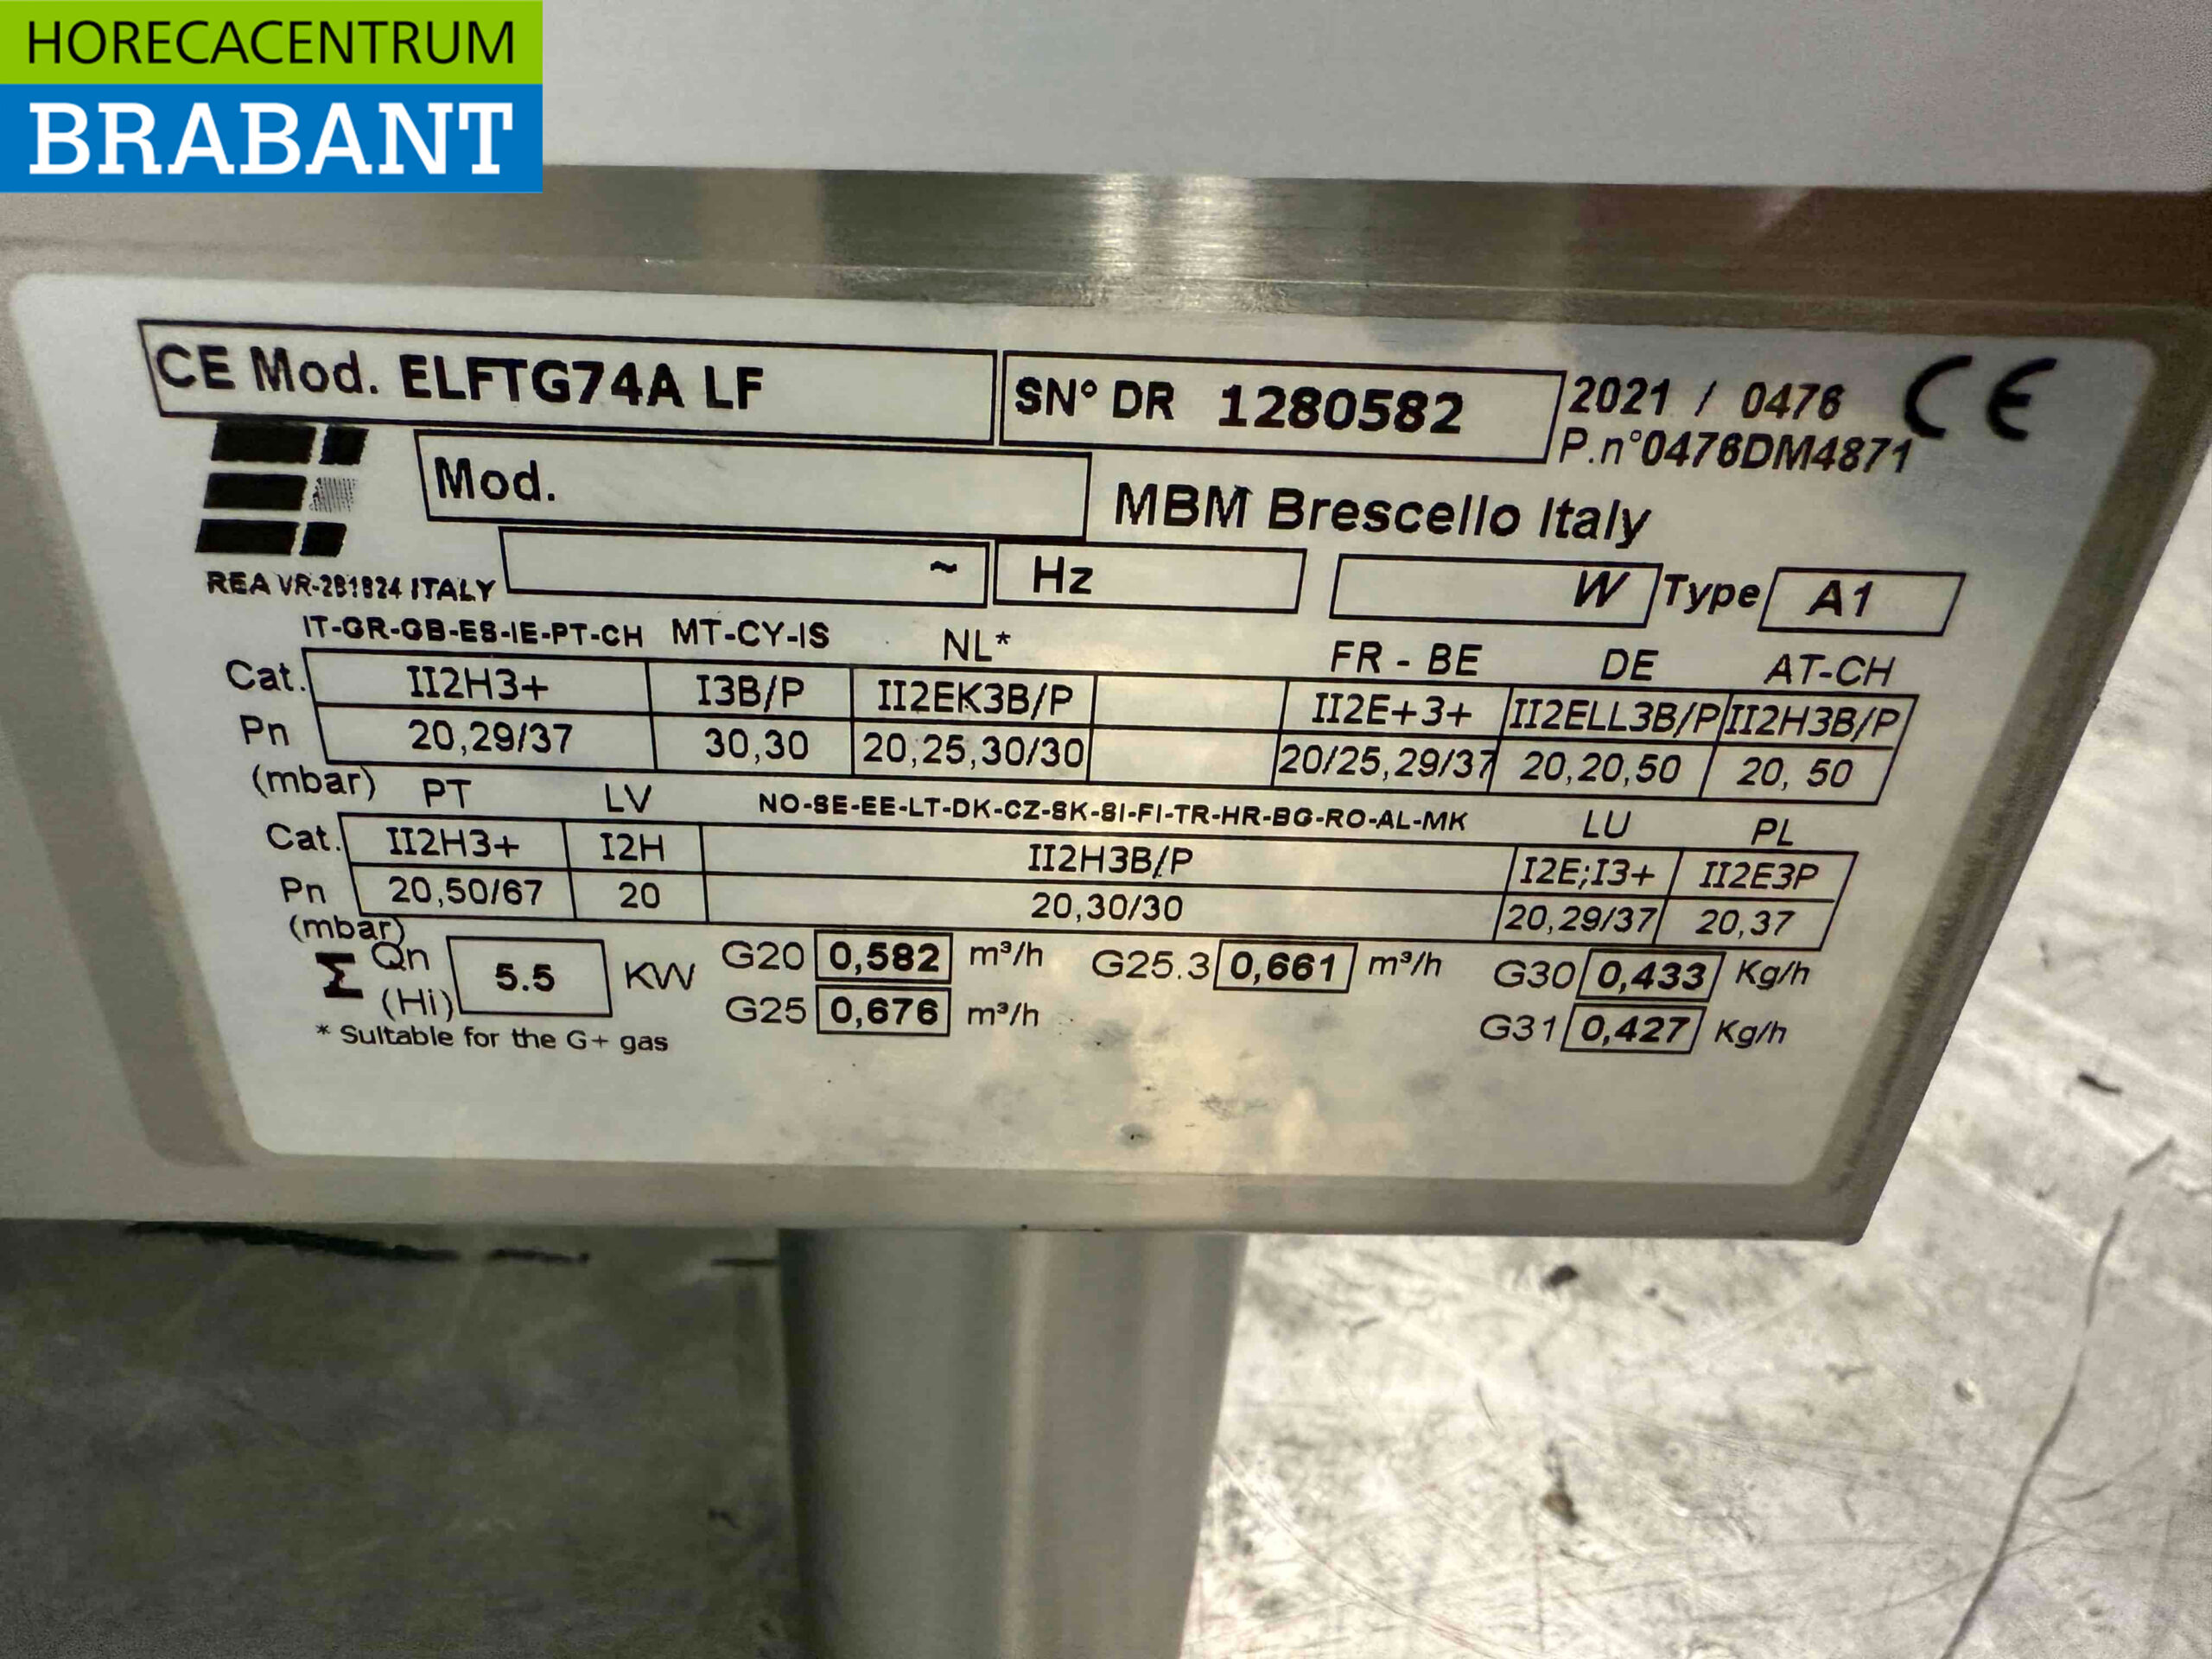 HORECACENTRUM
BRABANT
CE Mod. ELFTG74A LF
SN° DR 1280582
2021 / 0476 CE
P.n°0476DM4871
Mod.
MBM Brescello Italy
~ Hz W Type A1
REA VR-281824 ITALY
IT-GR-GB-ES-IE-PT-CH MT-CY-IS NL* FR - BE DE AT-CH
Cat. II2H3+ I3B/P II2EK3B/P II2E+3+ II2ELL3B/P II2H3B/P
Pn 20,29/37 30,30 20,25,30/30 20/25,29/37 20,20,50 20, 50
(mbar) PT LV NO-SE-EE-LT-DK-CZ-SK-SI-FI-TR-HR-BG-RO-AL-MK LU PL
Cat. II2H3+ I2H II2H3B/P I2E;I3+ II2E3P
Pn 20,50/67 20 20,30/30 20,29/37 20,37
(mbar)
Σ Qn (Hi) 5.5 KW G20 0,582 m³/h G25.3 0,661 m³/h G30 0,433 Kg/h
G25 0,676 m³/h G31 0,427 Kg/h
* Suitable for the G+ gas